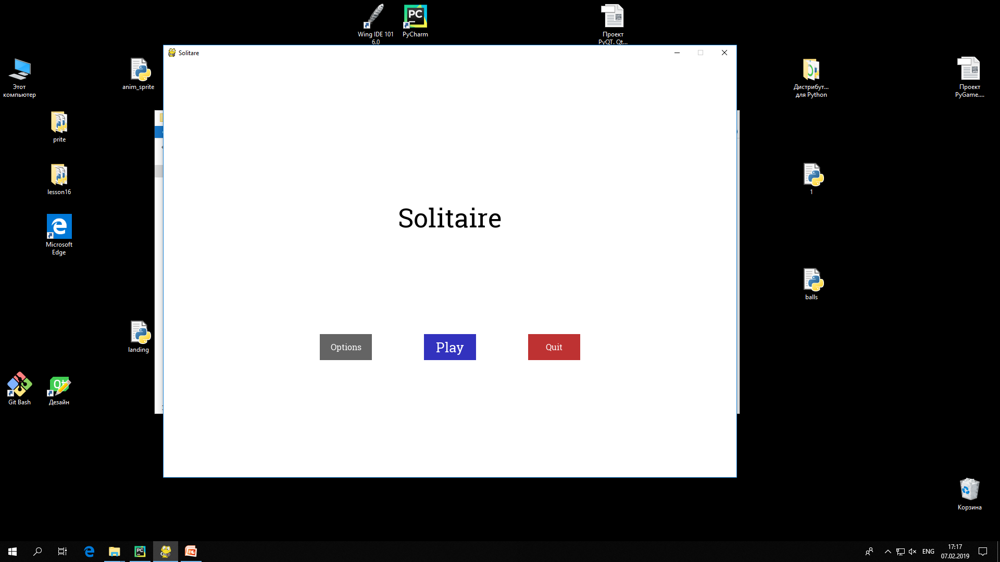 Wing IDE 101
6.0
PyCharm
Проект
PyQT. Qt...
Solitare
Этот
компьютер
anim_sprite
Дистрибут...
для Python
Проект
PyGame....
prite
lesson16
1
Microsoft
Edge
Solitaire
balls
Options
Play
Quit
landing
Git Bash
Дезайн
Корзина
ENG
17:17
07.02.2019